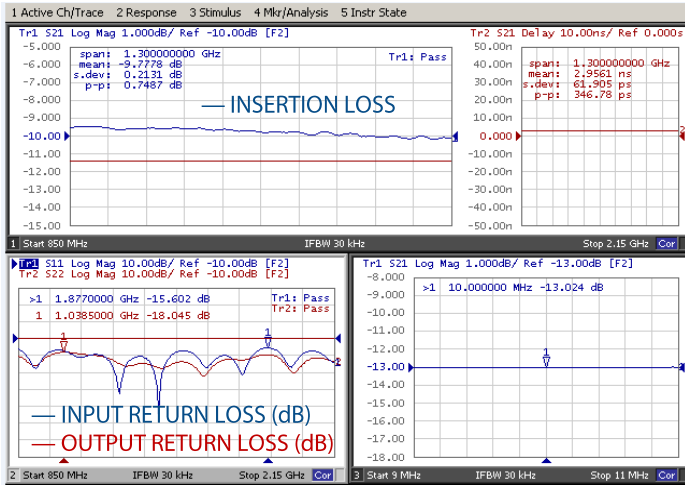 1 Active Ch/Trace 2 Response 3 Stimulus 4 Mkr/Analysis 5 Instr State
Tr1 S21 Log Mag 1.000dB/ Ref -10.00dB [F2]
-5.000
-6.000
-7.000
-8.000
-9.000
-10.00
-11.00
-12.00
-13.00
-14.00
-15.00
span: 1.300000000 GHz
mean: -9.7778 dB
s.dev: 0.2131 dB
p-p: 0.7487 dB
Tr1: Pass
— INSERTION LOSS
Tr2 S21 Delay 10.00ns/ Ref 0.000s
50.00n
40.00n
30.00n
20.00n
10.00n
0.000
-10.00n
-20.00n
-30.00n
-40.00n
-50.00n
span: 1.300000000 GHz
mean: 2.9561 ns
s.dev: 61.905 ps
p-p: 346.78 ps
2
1 Start 850 MHz IFBW 30 kHz Stop 2.15 GHz Cor
Tr1 S11 Log Mag 10.00dB/ Ref -10.00dB [F2]
Tr2 S22 Log Mag 10.00dB/ Ref -10.00dB [F2]
>1 1.8770000 GHz -15.602 dB
1 1.0385000 GHz -18.045 dB
Tr1: Pass
Tr2: Pass
1
1
— INPUT RETURN LOSS (dB)
— OUTPUT RETURN LOSS (dB)
2 Start 850 MHz IFBW 30 kHz Stop 2.15 GHz Cor
Tr1 S21 Log Mag 1.000dB/ Ref -13.00dB [F2]
-8.000
-9.000
-10.00
-11.00
-12.00
-13.00
-14.00
-15.00
-16.00
-17.00
-18.00
>1 10.000000 MHz -13.024 dB
1
3 Start 9 MHz IFBW 30 kHz Stop 11 MHz Cor